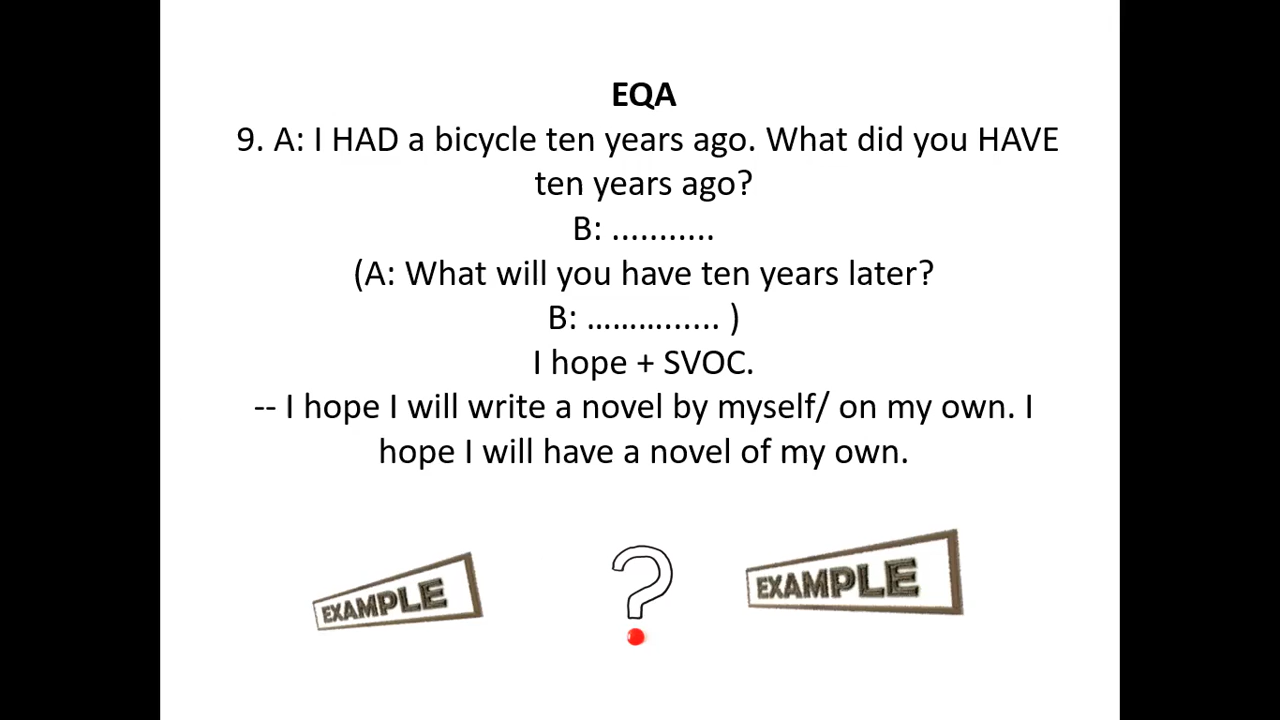 EQA
9. A: I HAD a bicycle ten years ago. What did you HAVE
ten years ago?
B: ...........
(A: What will you have ten years later?
B: ………....... )
I hope + SVOC.
-- I hope I will write a novel by myself/ on my own. I
hope I will have a novel of my own.
EXAMPLE ? EXAMPLE